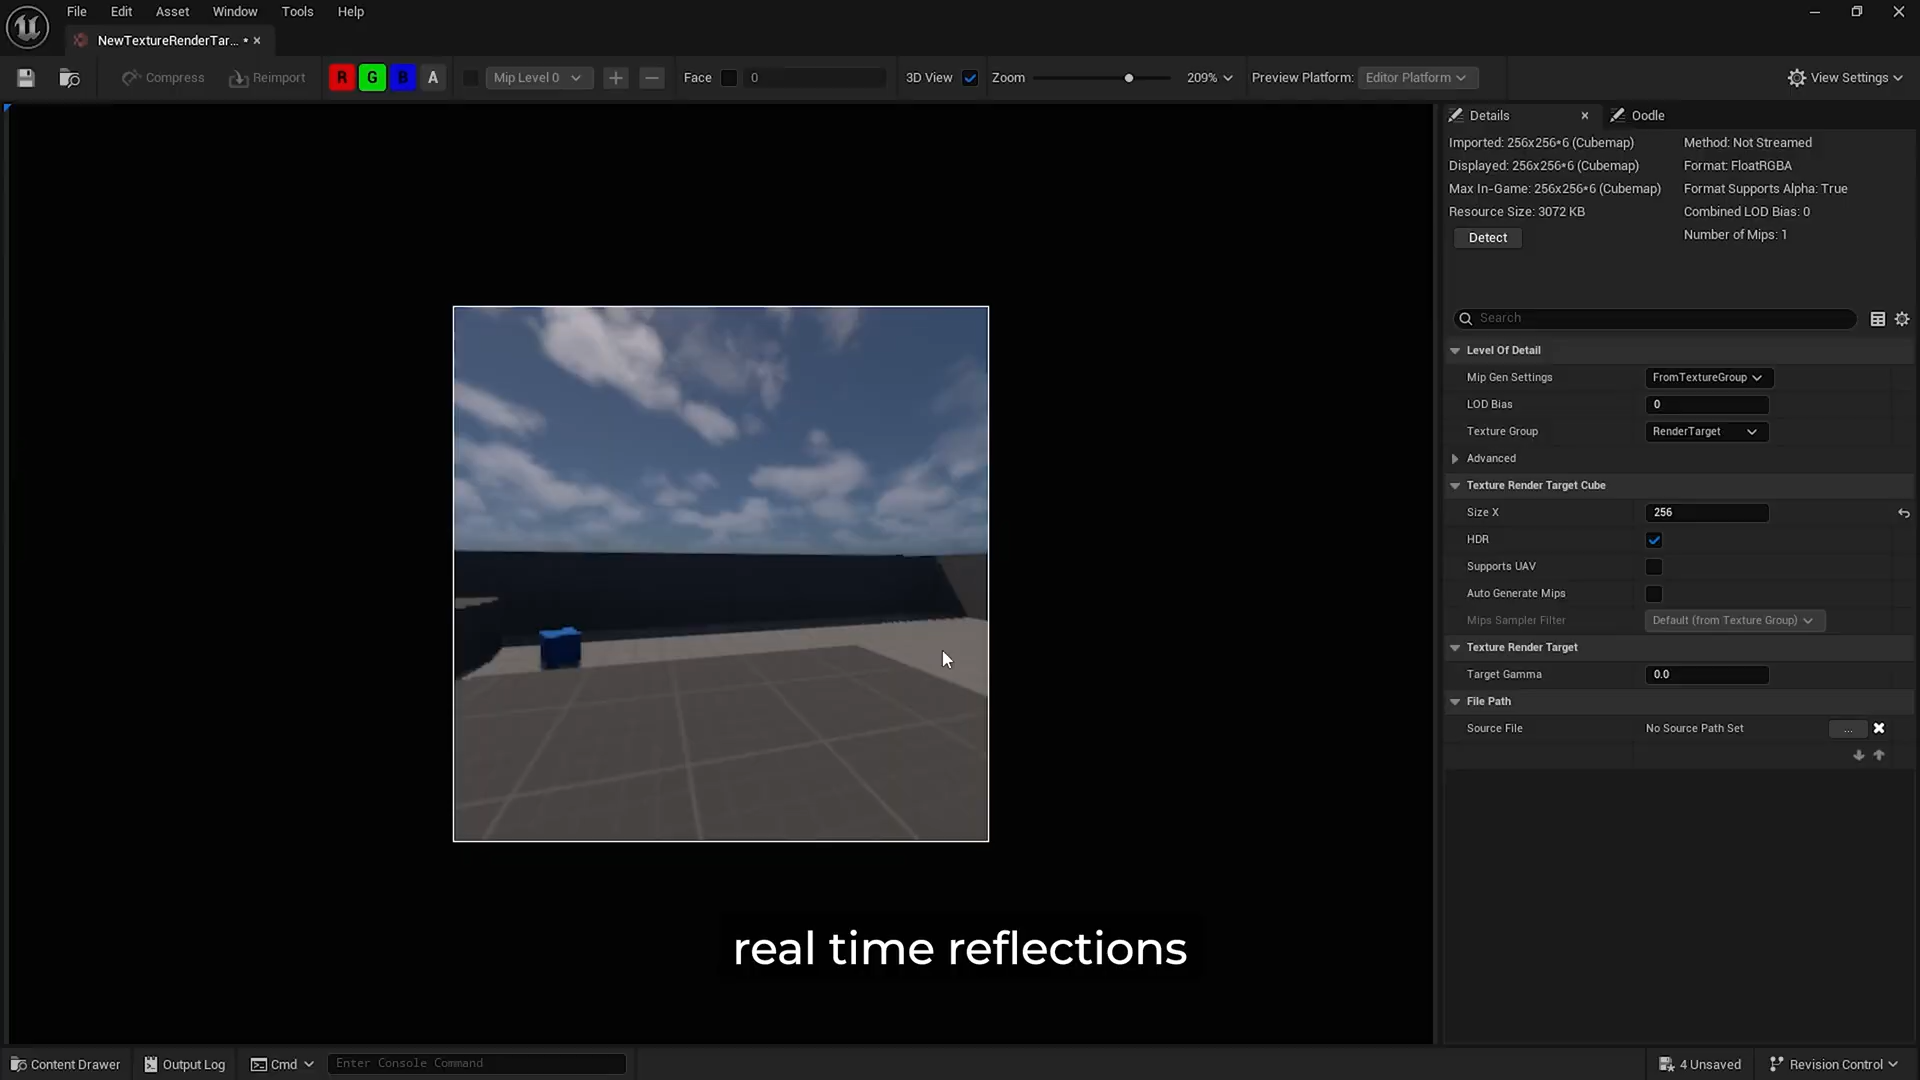 File Edit Asset Window Tools Help
NewTextureRenderTar... •
Compress Reimport R G B A Mip Level 0 Face 0 3D View Zoom 209% Preview Platform: Editor Platform View Settings
Details Oodle
Imported: 256x256*6 (Cubemap) Method: Not Streamed
Displayed: 256x256*6 (Cubemap) Format: FloatRGBA
Max In-Game: 256x256*6 (Cubemap) Format Supports Alpha: True
Resource Size: 3072 KB Combined LOD Bias: 0
Number of Mips: 1
Detect
Search
Level Of Detail
Mip Gen Settings FromTextureGroup
LOD Bias 0
Texture Group RenderTarget
Advanced
Texture Render Target Cube
Size X 256
HDR
Supports UAV
Auto Generate Mips
Mips Sampler Filter Default (from Texture Group)
Texture Render Target
Target Gamma 0.0
File Path
Source File No Source Path Set ...
real time reflections
Content Drawer Output Log Cmd Enter Console Command 4 Unsaved Revision Control